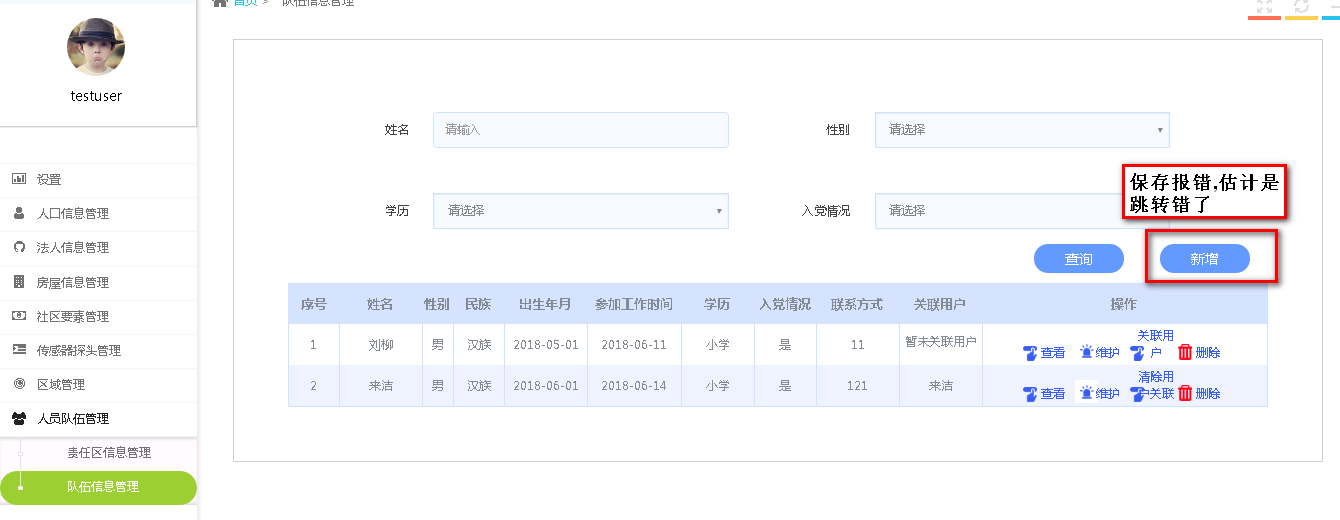 首页 > 队伍信息管理
testuser
设置
人口信息管理
法人信息管理
房屋信息管理
社区要素管理
传感器探头管理
区域管理
人员队伍管理
责任区信息管理
队伍信息管理
姓名 请输入 性别 请选择
学历 请选择 入党情况 请选择
保存报错,估计是
跳转错了
查询 新增
序号 姓名 性别 民族 出生年月 参加工作时间 学历 入党情况 联系方式 关联用户 操作
1 刘柳 男 汉族 2018-05-01 2018-06-11 小学 是 11 暂未关联用户 查看 维护 关联用户 删除
2 来洁 男 汉族 2018-06-01 2018-06-14 小学 是 121 来洁 查看 维护 清除用户关联 删除